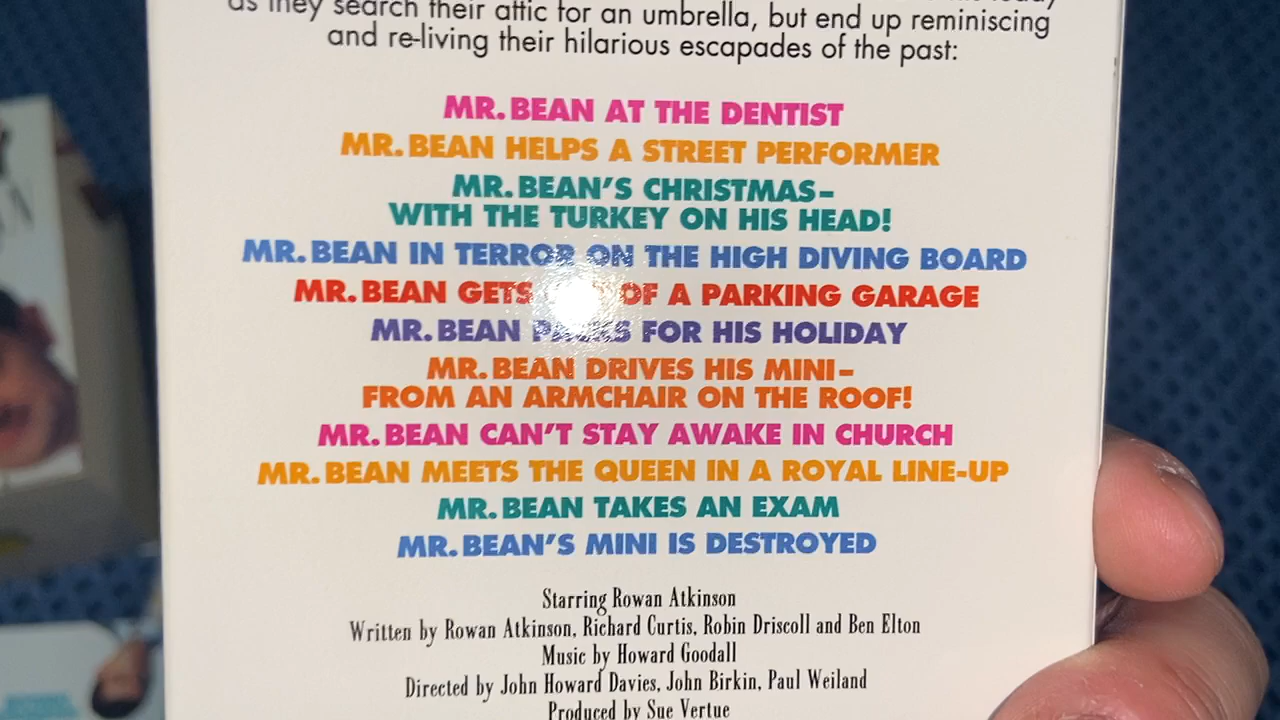 as they search their attic for an umbrella, but end up reminiscing
and re-living their hilarious escapades of the past:
MR. BEAN AT THE DENTIST
MR. BEAN HELPS A STREET PERFORMER
MR. BEAN'S CHRISTMAS–
WITH THE TURKEY ON HIS HEAD!
MR. BEAN IN TERROR ON THE HIGH DIVING BOARD
MR. BEAN GETS OF A PARKING GARAGE
MR. BEAN PACKS FOR HIS HOLIDAY
MR. BEAN DRIVES HIS MINI–
FROM AN ARMCHAIR ON THE ROOF!
MR. BEAN CAN'T STAY AWAKE IN CHURCH
MR. BEAN MEETS THE QUEEN IN A ROYAL LINE-UP
MR. BEAN TAKES AN EXAM
MR. BEAN'S MINI IS DESTROYED
Starring Rowan Atkinson
Written by Rowan Atkinson, Richard Curtis, Robin Driscoll and Ben Elton
Music by Howard Goodall
Directed by John Howard Davies, John Birkin, Paul Weiland
Produced by Sue Vertue